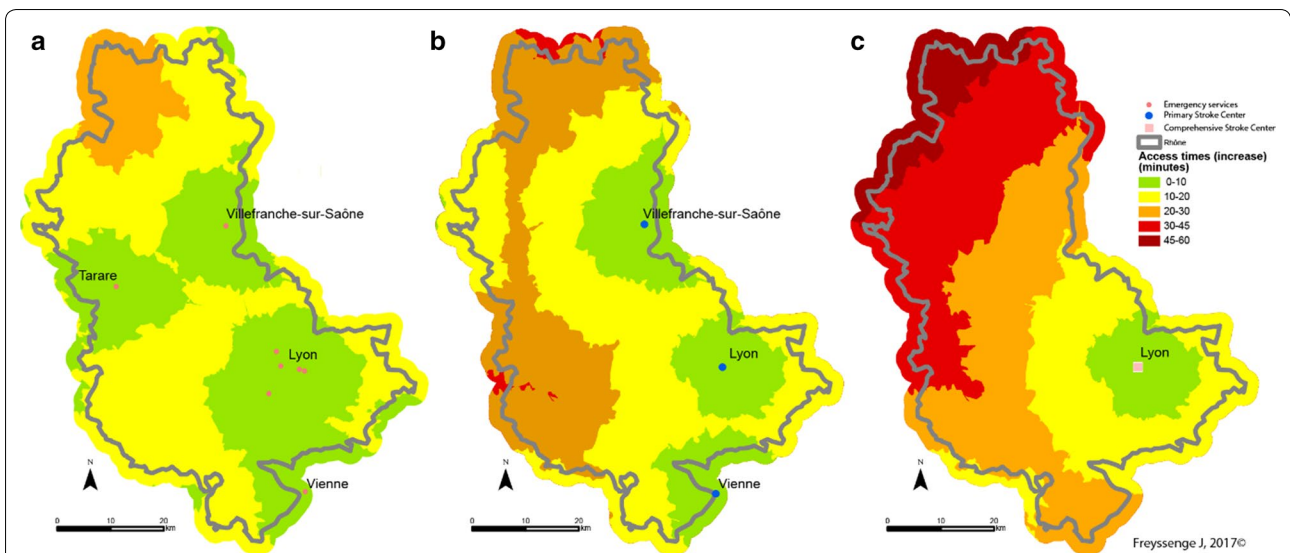 a
Villefranche-sur-Saône
Tarare
Lyon
Vienne
N
0 10 20
km
b
Villefranche-sur-Saône
Lyon
Vienne
N
0 10 20
km
c
Emergency services
Primary Stroke Center
Comprehensive Stroke Center
Rhône
Access times (increase)
(minutes)
0-10
10-20
20-30
30-45
45-60
Lyon
N
0 10 20
km
Freyssenge J, 2017©